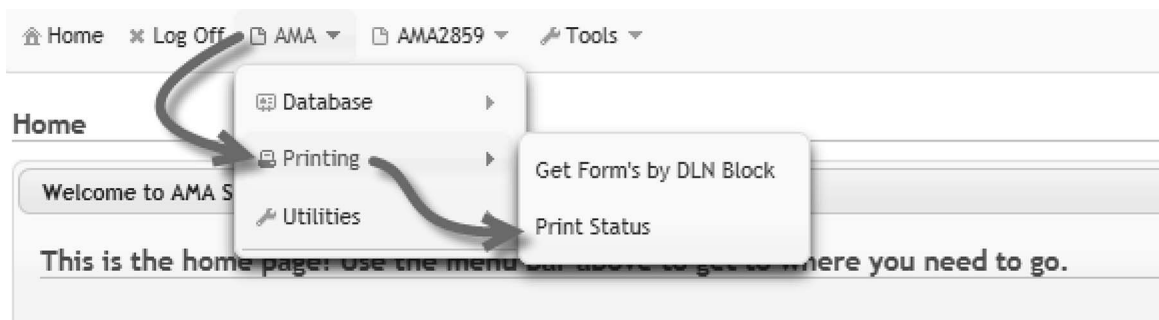 Home Log Off AMA AMA2859 Tools
Database
Home
Printing
Get Form's by DLN Block
Welcome to AMA S
Utilities
Print Status
This is the home page! Use the menu bar above to get to where you need to go.